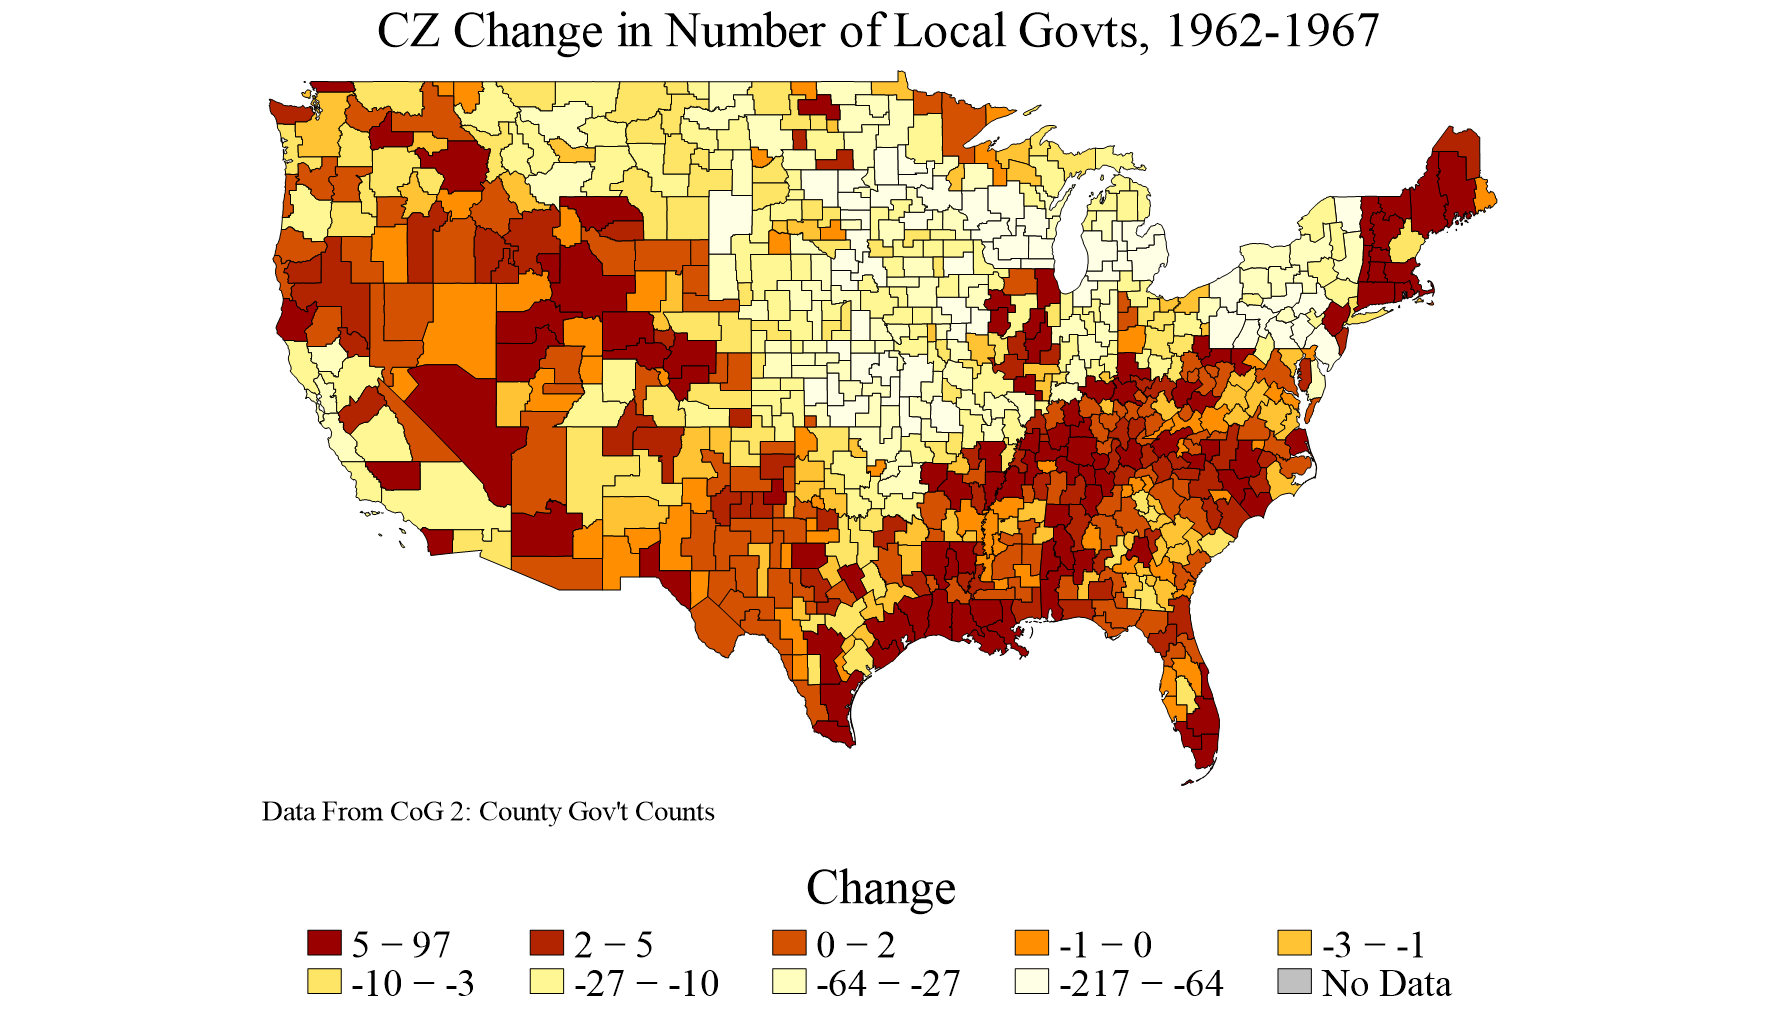 CZ Change in Number of Local Govts, 1962-1967
Data From CoG 2: County Gov't Counts
Change
5 − 97
2 − 5
0 − 2
-1 − 0
-3 − -1
-10 − -3
-27 − -10
-64 − -27
-217 − -64
No Data